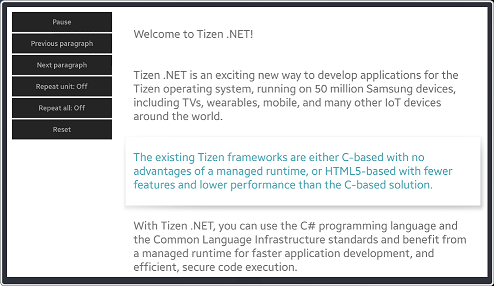 Pause
Previous paragraph
Next paragraph
Repeat unit: Off
Repeat all: Off
Reset
Welcome to Tizen .NET!
Tizen .NET is an exciting new way to develop applications for the
Tizen operating system, running on 50 million Samsung devices,
including TVs, wearables, mobile, and many other IoT devices
around the world.
The existing Tizen frameworks are either C-based with no
advantages of a managed runtime, or HTML5-based with fewer
features and lower performance than the C-based solution.
With Tizen .NET, you can use the C# programming language and
the Common Language Infrastructure standards and benefit from
a managed runtime for faster application development, and
efficient, secure code execution.